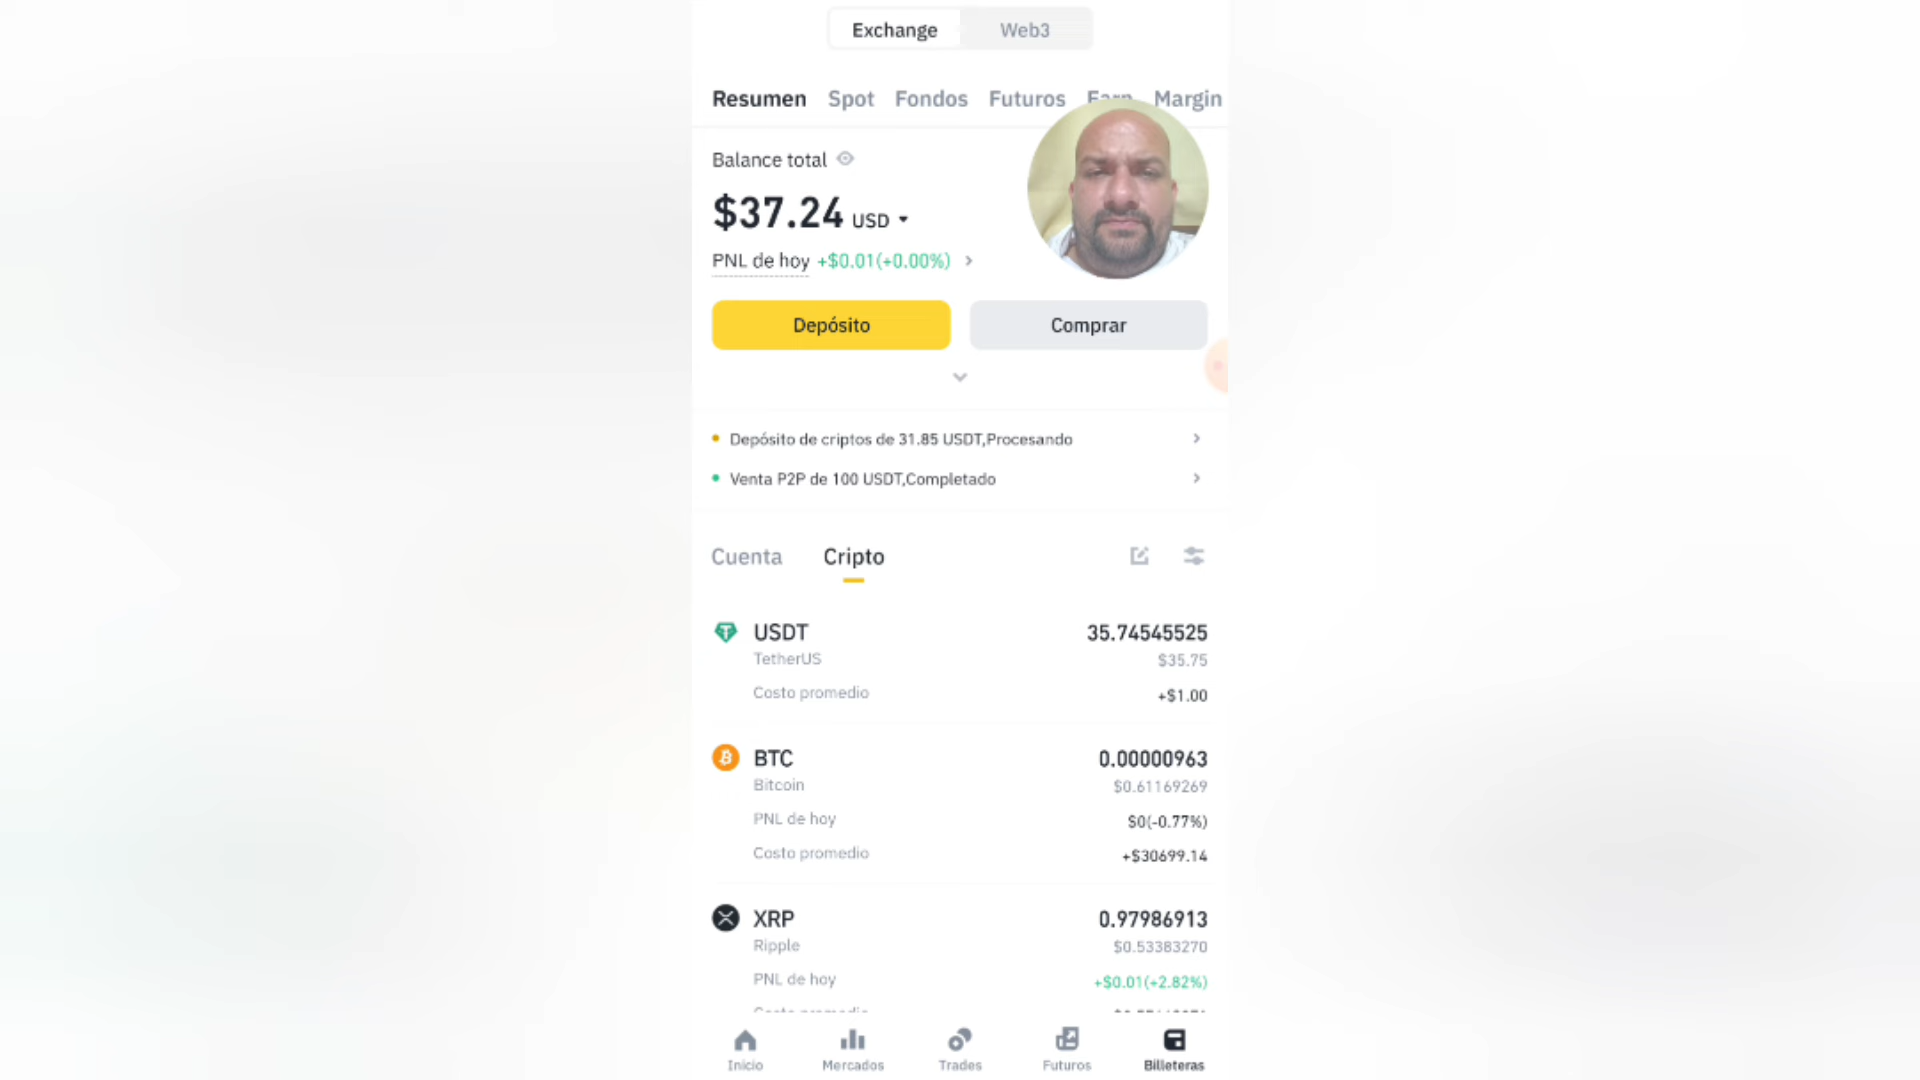 Exchange Web3
Resumen Spot Fondos Futuros Earn Margin
Balance total
$37.24 USD
PNL de hoy +$0.01(+0.00%)
Depósito Comprar
Depósito de criptos de 31.85 USDT,Procesando
Venta P2P de 100 USDT,Completado
Cuenta Cripto
USDT 35.74545525
TetherUS $35.75
Costo promedio +$1.00
BTC 0.00000963
Bitcoin $0.61169269
PNL de hoy $0(-0.77%)
Costo promedio +$30699.14
XRP 0.97986913
Ripple $0.53383270
PNL de hoy +$0.01(+2.82%)
Inicio Mercados Trades Futuros Billeteras